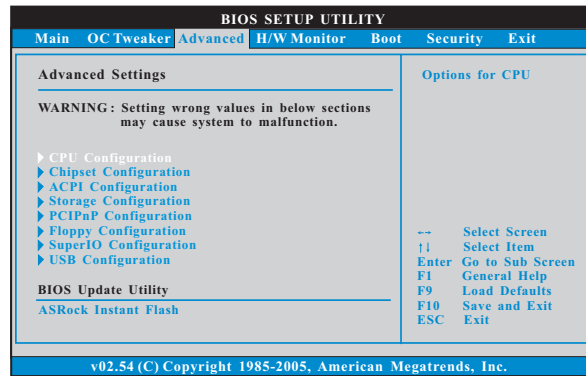 BIOS SETUP UTILITY
Main OC Tweaker Advanced H/W Monitor Boot Security Exit
Advanced Settings
WARNING : Setting wrong values in below sections
may cause system to malfunction.
CPU Configuration
Chipset Configuration
ACPI Configuration
Storage Configuration
PCIPnP Configuration
Floppy Configuration
SuperIO Configuration
USB Configuration
BIOS Update Utility
ASRock Instant Flash
Options for CPU
←→ Select Screen
↑↓ Select Item
Enter Go to Sub Screen
F1 General Help
F9 Load Defaults
F10 Save and Exit
ESC Exit
v02.54 (C) Copyright 1985-2005, American Megatrends, Inc.